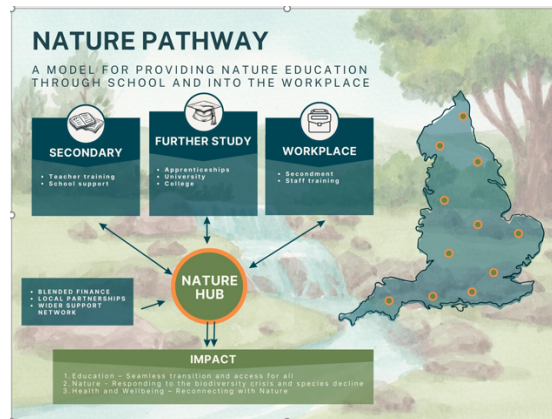 NATURE PATHWAY
A MODEL FOR PROVIDING NATURE EDUCATION
THROUGH SCHOOL AND INTO THE WORKPLACE
SECONDARY
• Teacher training
• School support
FURTHER STUDY
• Apprenticeships
• University
• College
WORKPLACE
• Secondment
• Staff training
NATURE
HUB
• BLENDED FINANCE
• LOCAL PARTNERSHIPS
• WIDER SUPPORT
NETWORK
IMPACT
1. Education – Seamless transition and access for all
2. Nature - Responding to the biodiversity crisis and species decline
3. Health and Wellbeing – Reconnecting with Nature